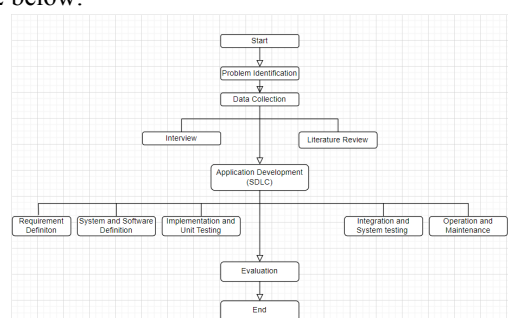 2 below.
Start
Problem Identification
Data Collection
Interview
Literature Review
Application Development
(SDLC)
Requirement
Definiton
System and Software
Definition
Implementation and
Unit Testing
Integration and
System testing
Operation and
Maintenance
Evaluation
End